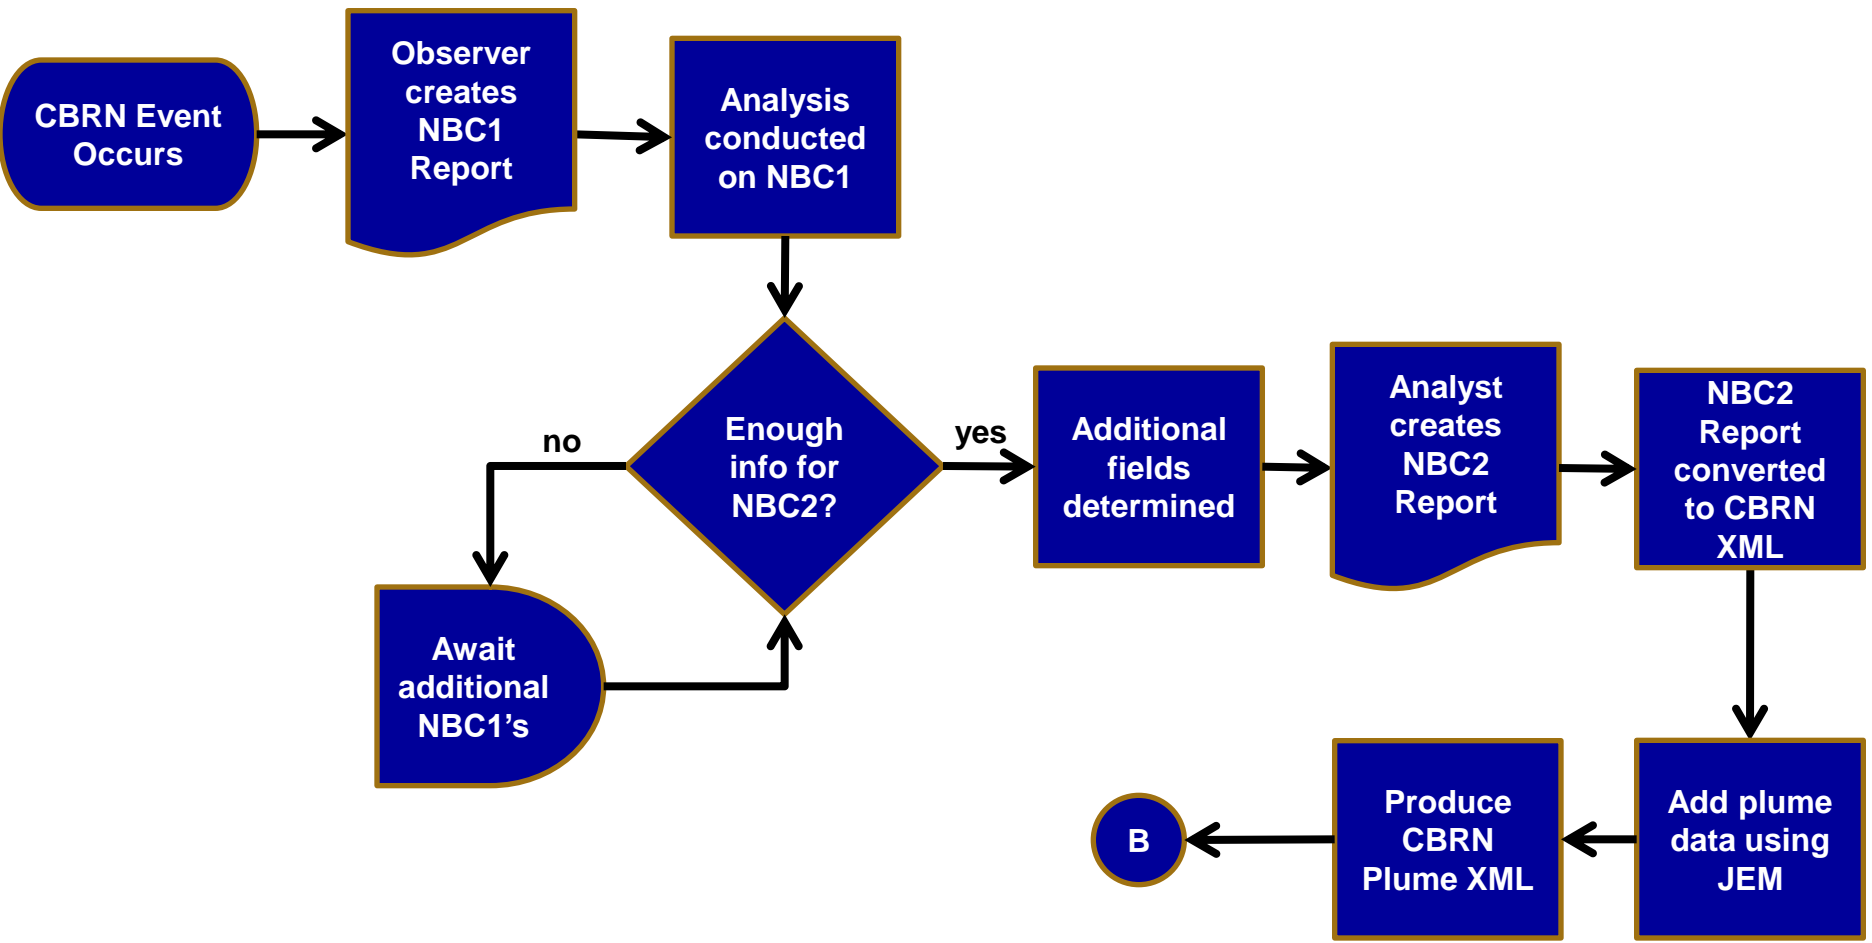 CBRN Event
Occurs
Observer
creates
NBC1
Report
Analysis
conducted
on NBC1
Enough
info for
NBC2?
no
Await
additional
NBC1’s
yes
Additional
fields
determined
Analyst
creates
NBC2
Report
NBC2
Report
converted
to CBRN
XML
Add plume
data using
JEM
Produce
CBRN
Plume XML
B